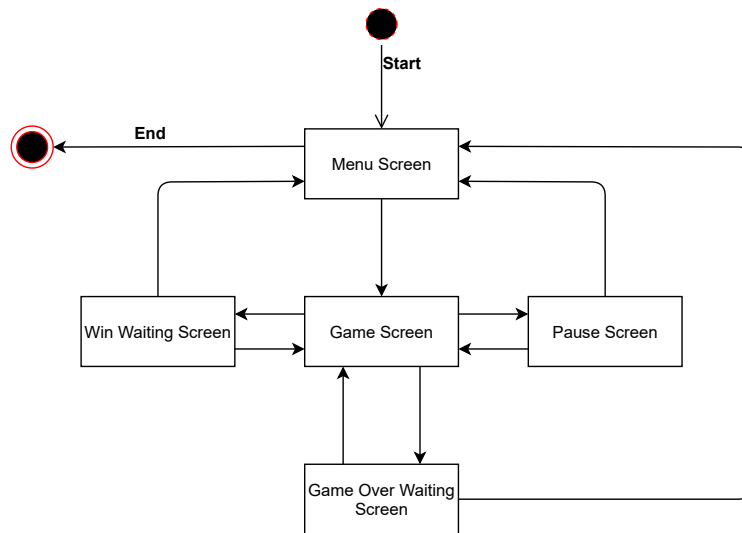 Start
End
Menu Screen
Win Waiting Screen
Game Screen
Pause Screen
Game Over Waiting
Screen